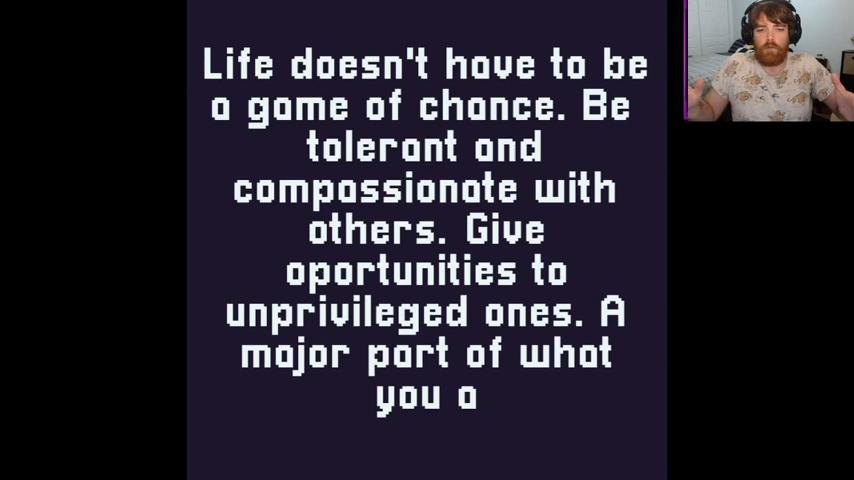 Life doesn't have to be
a game of chance. Be
tolerant and
compassionate with
others. Give
oportunities to
unprivileged ones. A
major part of what
you a